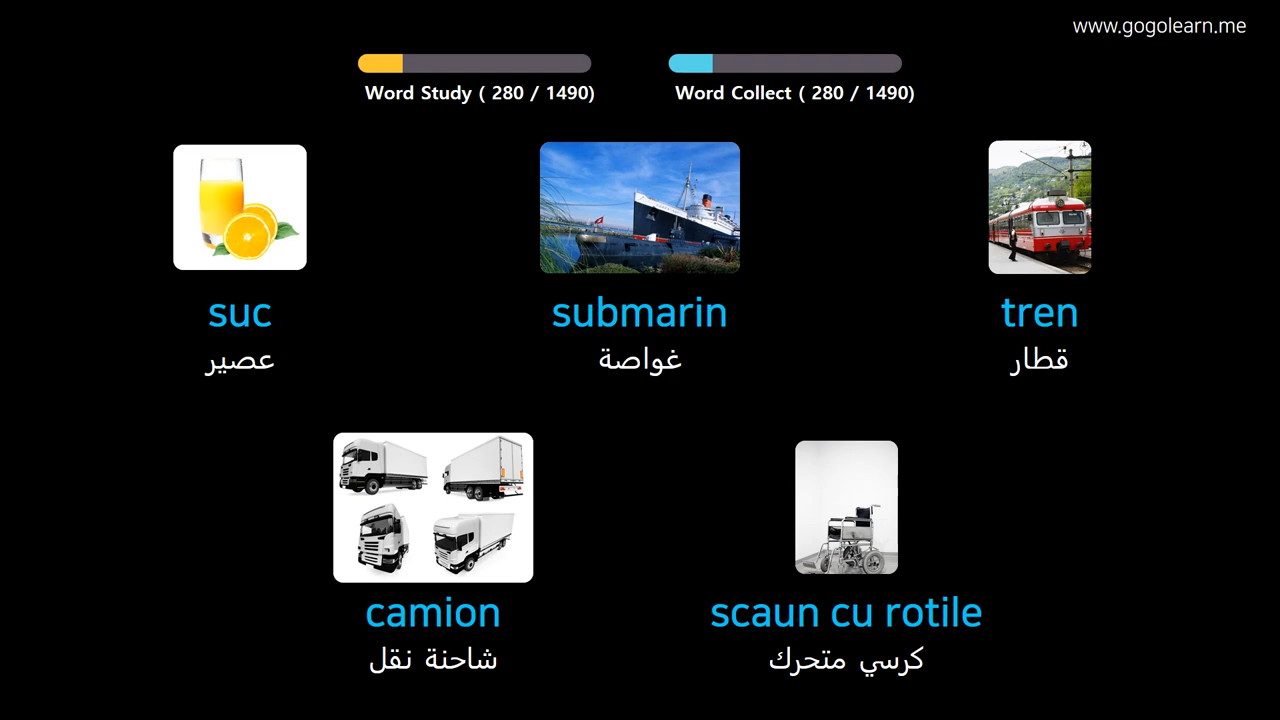 www.gogolearn.me
Word Study ( 280 / 1490)
Word Collect ( 280 / 1490)
suc
عصير
submarin
غواصة
tren
قطار
camion
شاحنة نقل
scaun cu rotile
كرسي متحرك